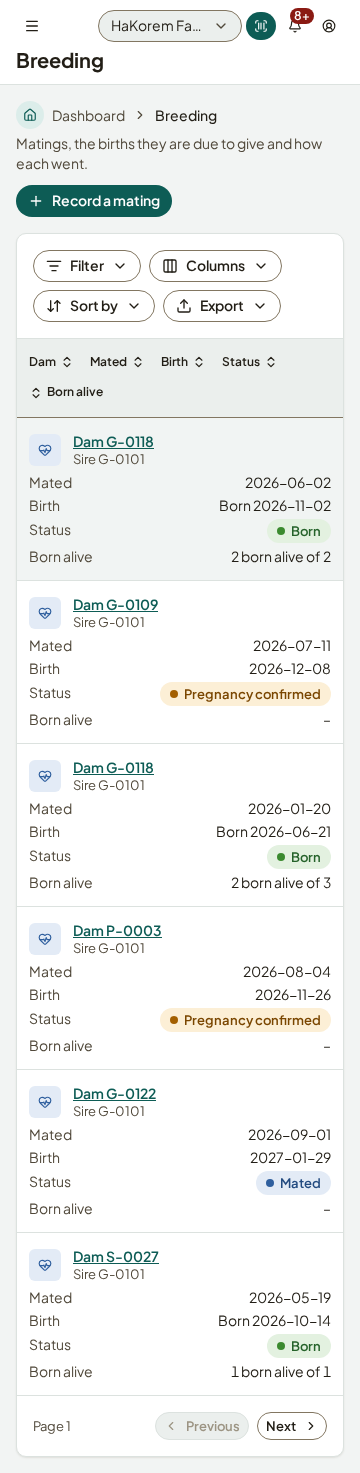 HaKorem Fa...
8+
Breeding
Dashboard > Breeding
Matings, the births they are due to give and how
each went.
+ Record a mating
Filter
Columns
Sort by
Export
Dam Mated Birth Status
Born alive
Dam G-0118
Sire G-0101
Mated 2026-06-02
Birth Born 2026-11-02
Status Born
Born alive 2 born alive of 2
Dam G-0109
Sire G-0101
Mated 2026-07-11
Birth 2026-12-08
Status Pregnancy confirmed
Born alive –
Dam G-0118
Sire G-0101
Mated 2026-01-20
Birth Born 2026-06-21
Status Born
Born alive 2 born alive of 3
Dam P-0003
Sire G-0101
Mated 2026-08-04
Birth 2026-11-26
Status Pregnancy confirmed
Born alive –
Dam G-0122
Sire G-0101
Mated 2026-09-01
Birth 2027-01-29
Status Mated
Born alive –
Dam S-0027
Sire G-0101
Mated 2026-05-19
Birth Born 2026-10-14
Status Born
Born alive 1 born alive of 1
Page 1
Previous
Next